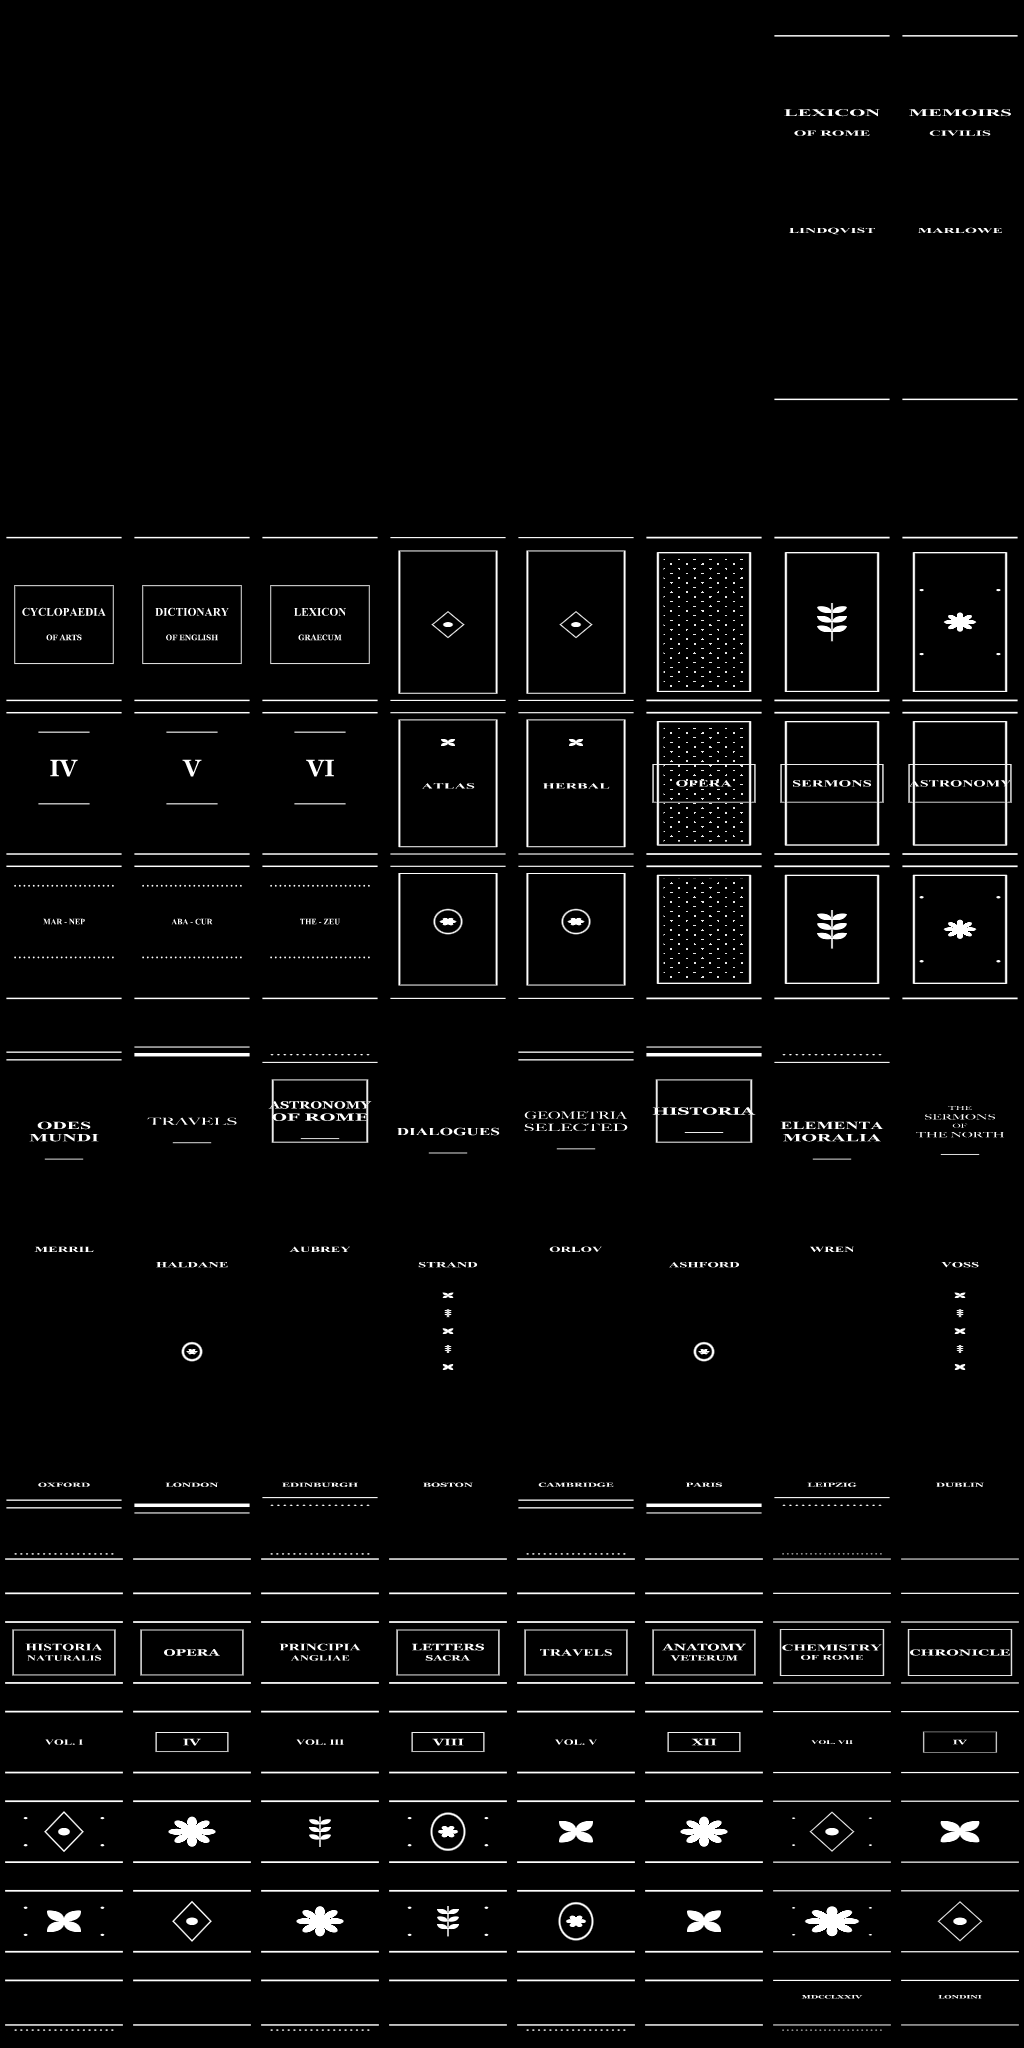 LEXICON
OF ROME
LINDQVIST
MEMOIRS
CIVILIS
MARLOWE
CYCLOPAEDIA
OF ARTS
IV
MAR - NEP
DICTIONARY
OF ENGLISH
V
ABA - CUR
LEXICON
GRAECUM
VI
THE - ZEU
ATLAS
HERBAL
OPERA
SERMONS
ASTRONOMY
ODES
MUNDI
MERRIL
OXFORD
TRAVELS
HALDANE
LONDON
ASTRONOMY
OF ROME
AUBREY
EDINBURGH
DIALOGUES
STRAND
BOSTON
GEOMETRIA
SELECTED
ORLOV
CAMBRIDGE
HISTORIA
ASHFORD
PARIS
ELEMENTA
MORALIA
WREN
LEIPZIG
THE
SERMONS
OF
THE NORTH
VOSS
DUBLIN
HISTORIA
NATURALIS
VOL. I
OPERA
IV
PRINCIPIA
ANGLIAE
VOL. III
LETTERS
SACRA
VIII
TRAVELS
VOL. V
ANATOMY
VETERUM
XII
CHEMISTRY
OF ROME
VOL. VII
MDCCLXXIV
CHRONICLE
IV
LONDINI